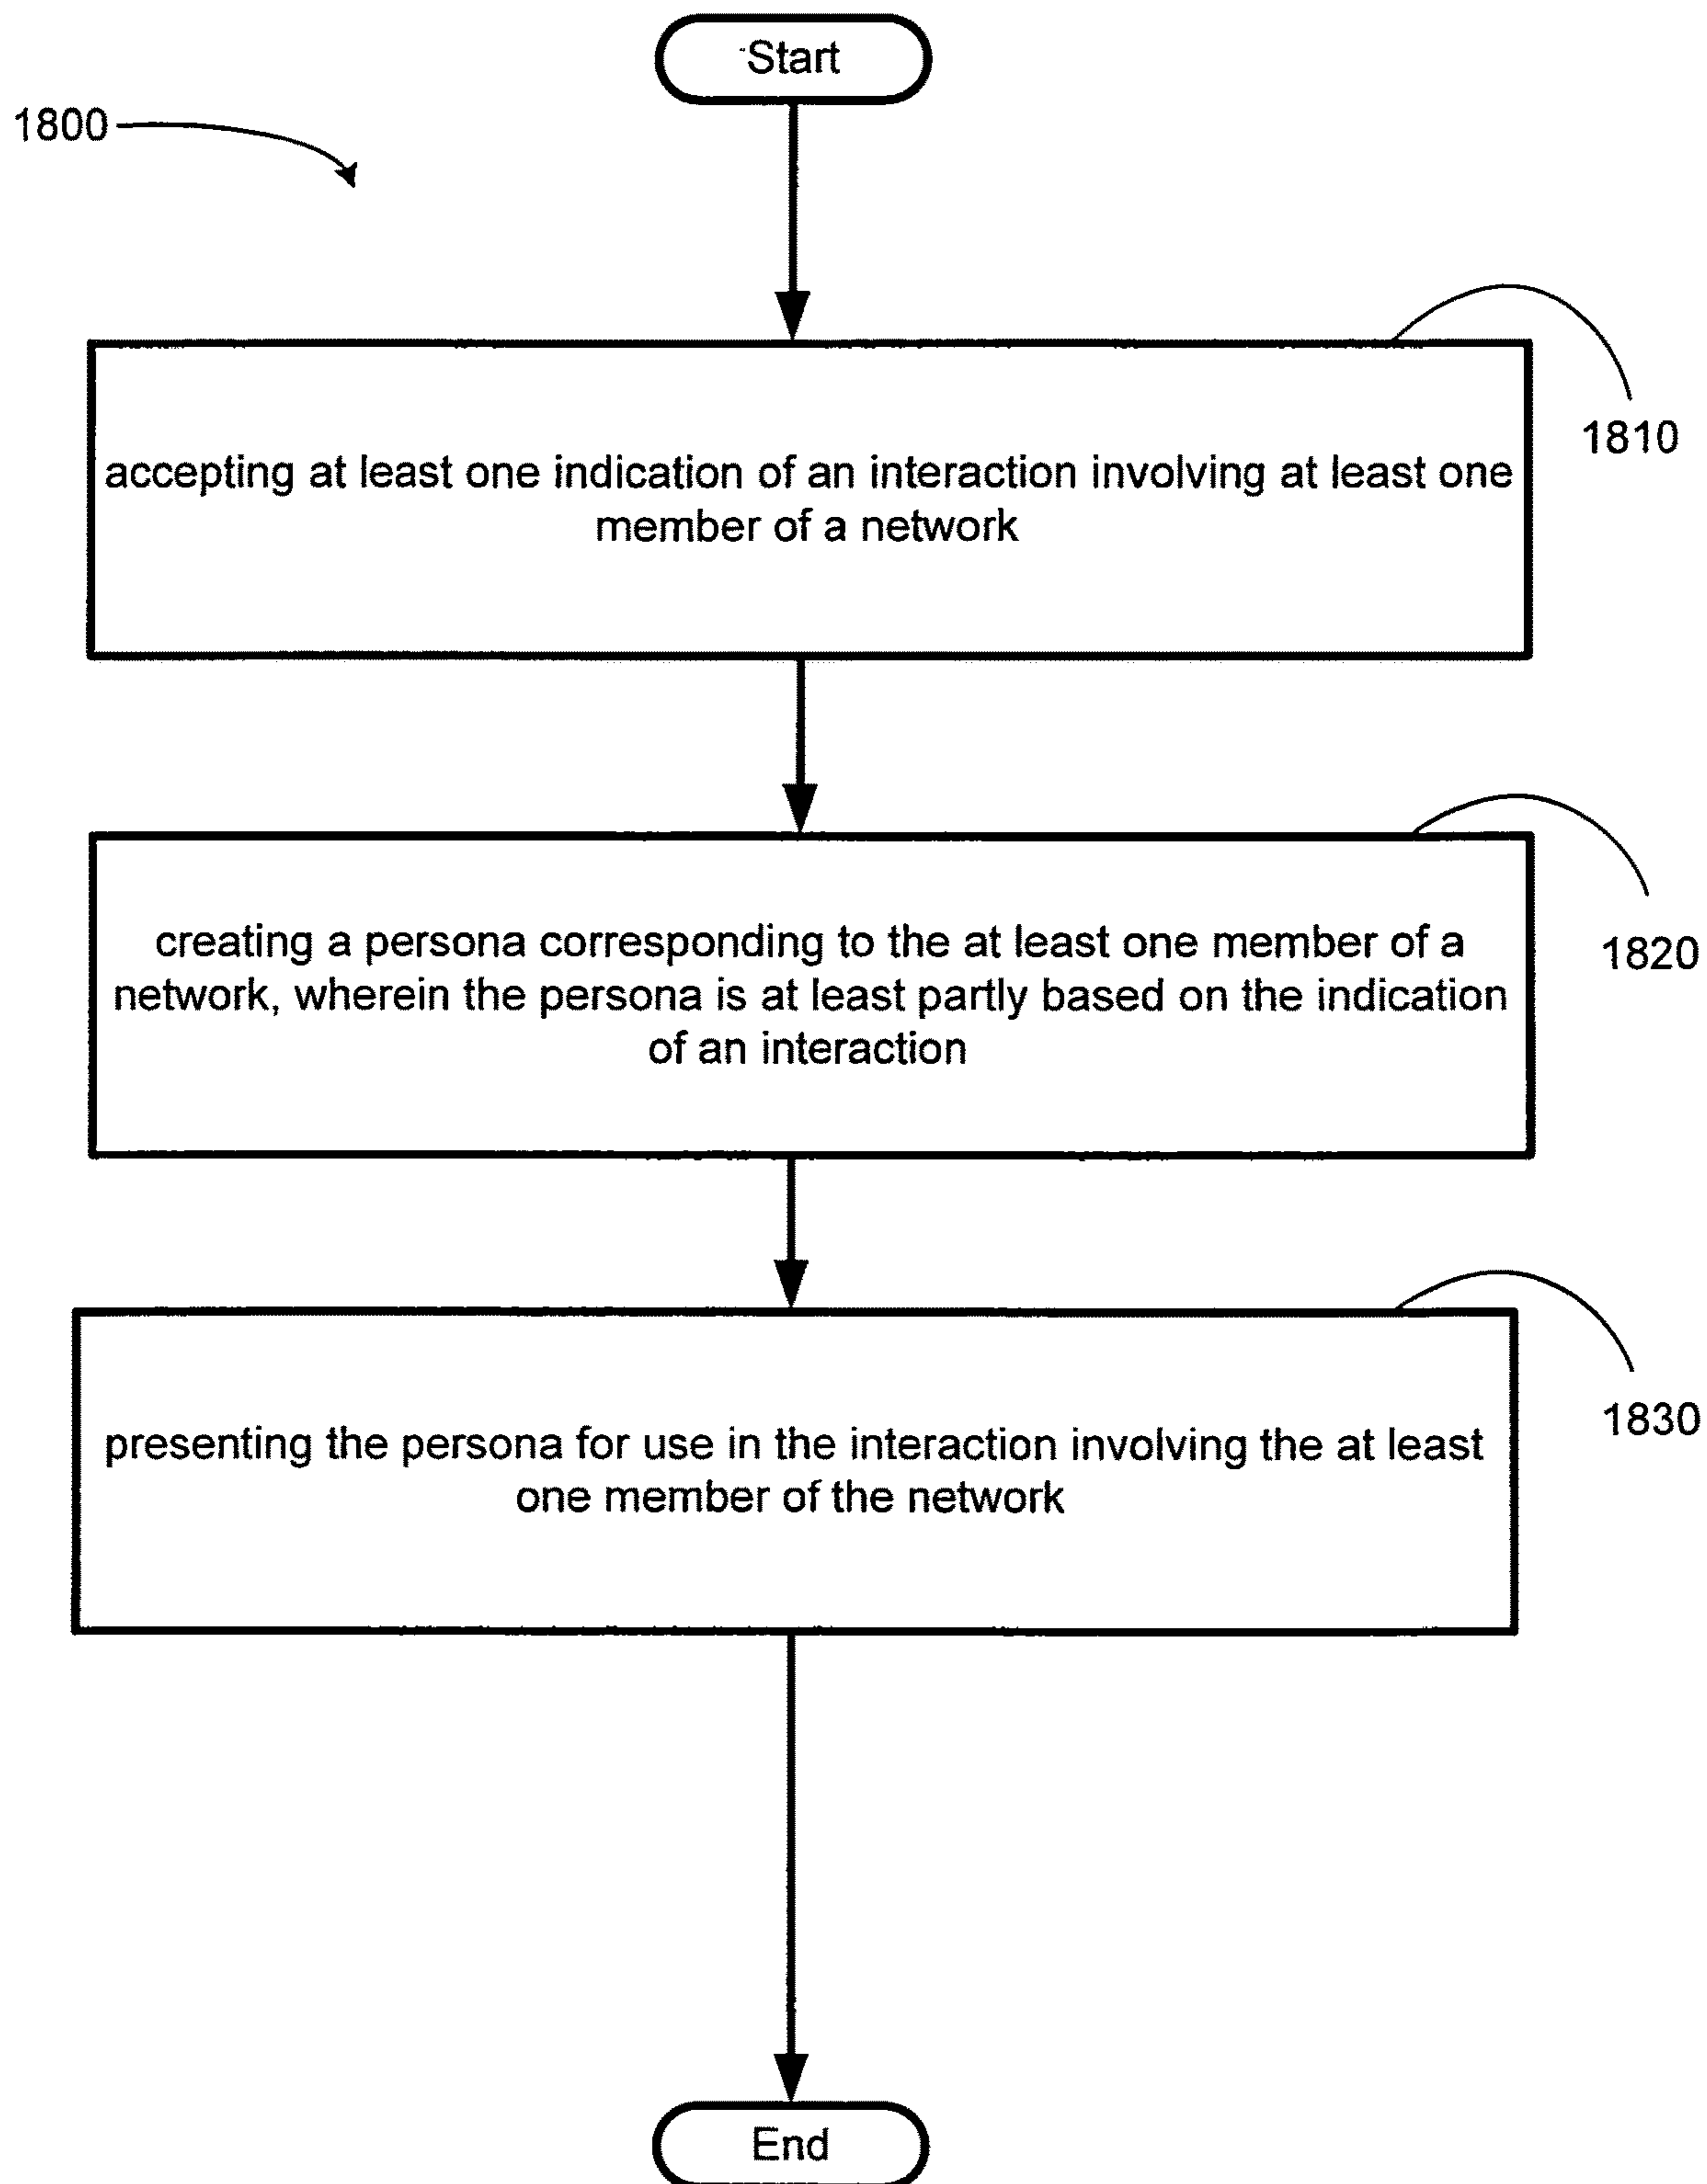 Start
1800
accepting at least one indication of an interaction involving at least one
member of a network
1810
creating a persona corresponding to the at least one member of a
network, wherein the persona is at least partly based on the indication
of an interaction
1820
presenting the persona for use in the interaction involving the at least
one member of the network
1830
End